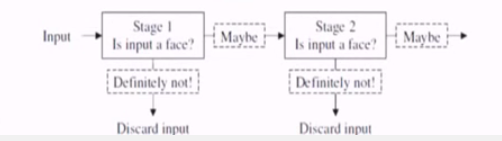 Input
Stage 1
Is input a face?
Maybe
Stage 2
Is input a face?
Maybe
Definitely not!
Definitely not!
Discard input
Discard input